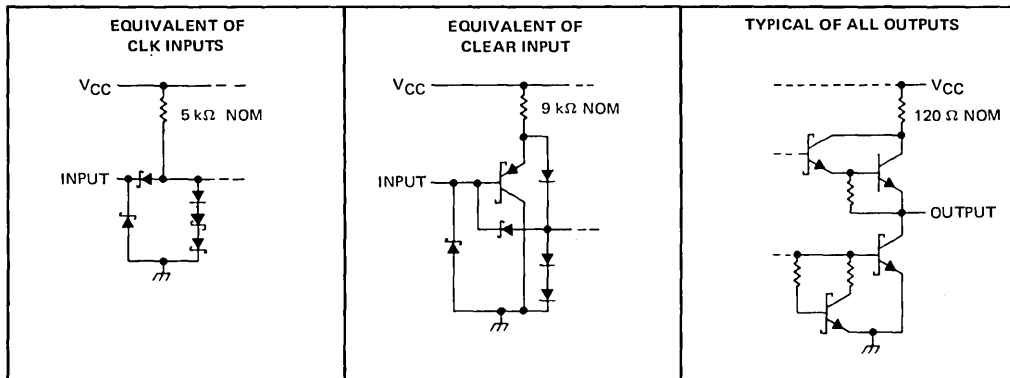 EQUIVALENT OF
CLK INPUTS
VCC
5 kΩ NOM
INPUT
EQUIVALENT OF
CLEAR INPUT
VCC
9 kΩ NOM
INPUT
TYPICAL OF ALL OUTPUTS
VCC
120 Ω NOM
OUTPUT